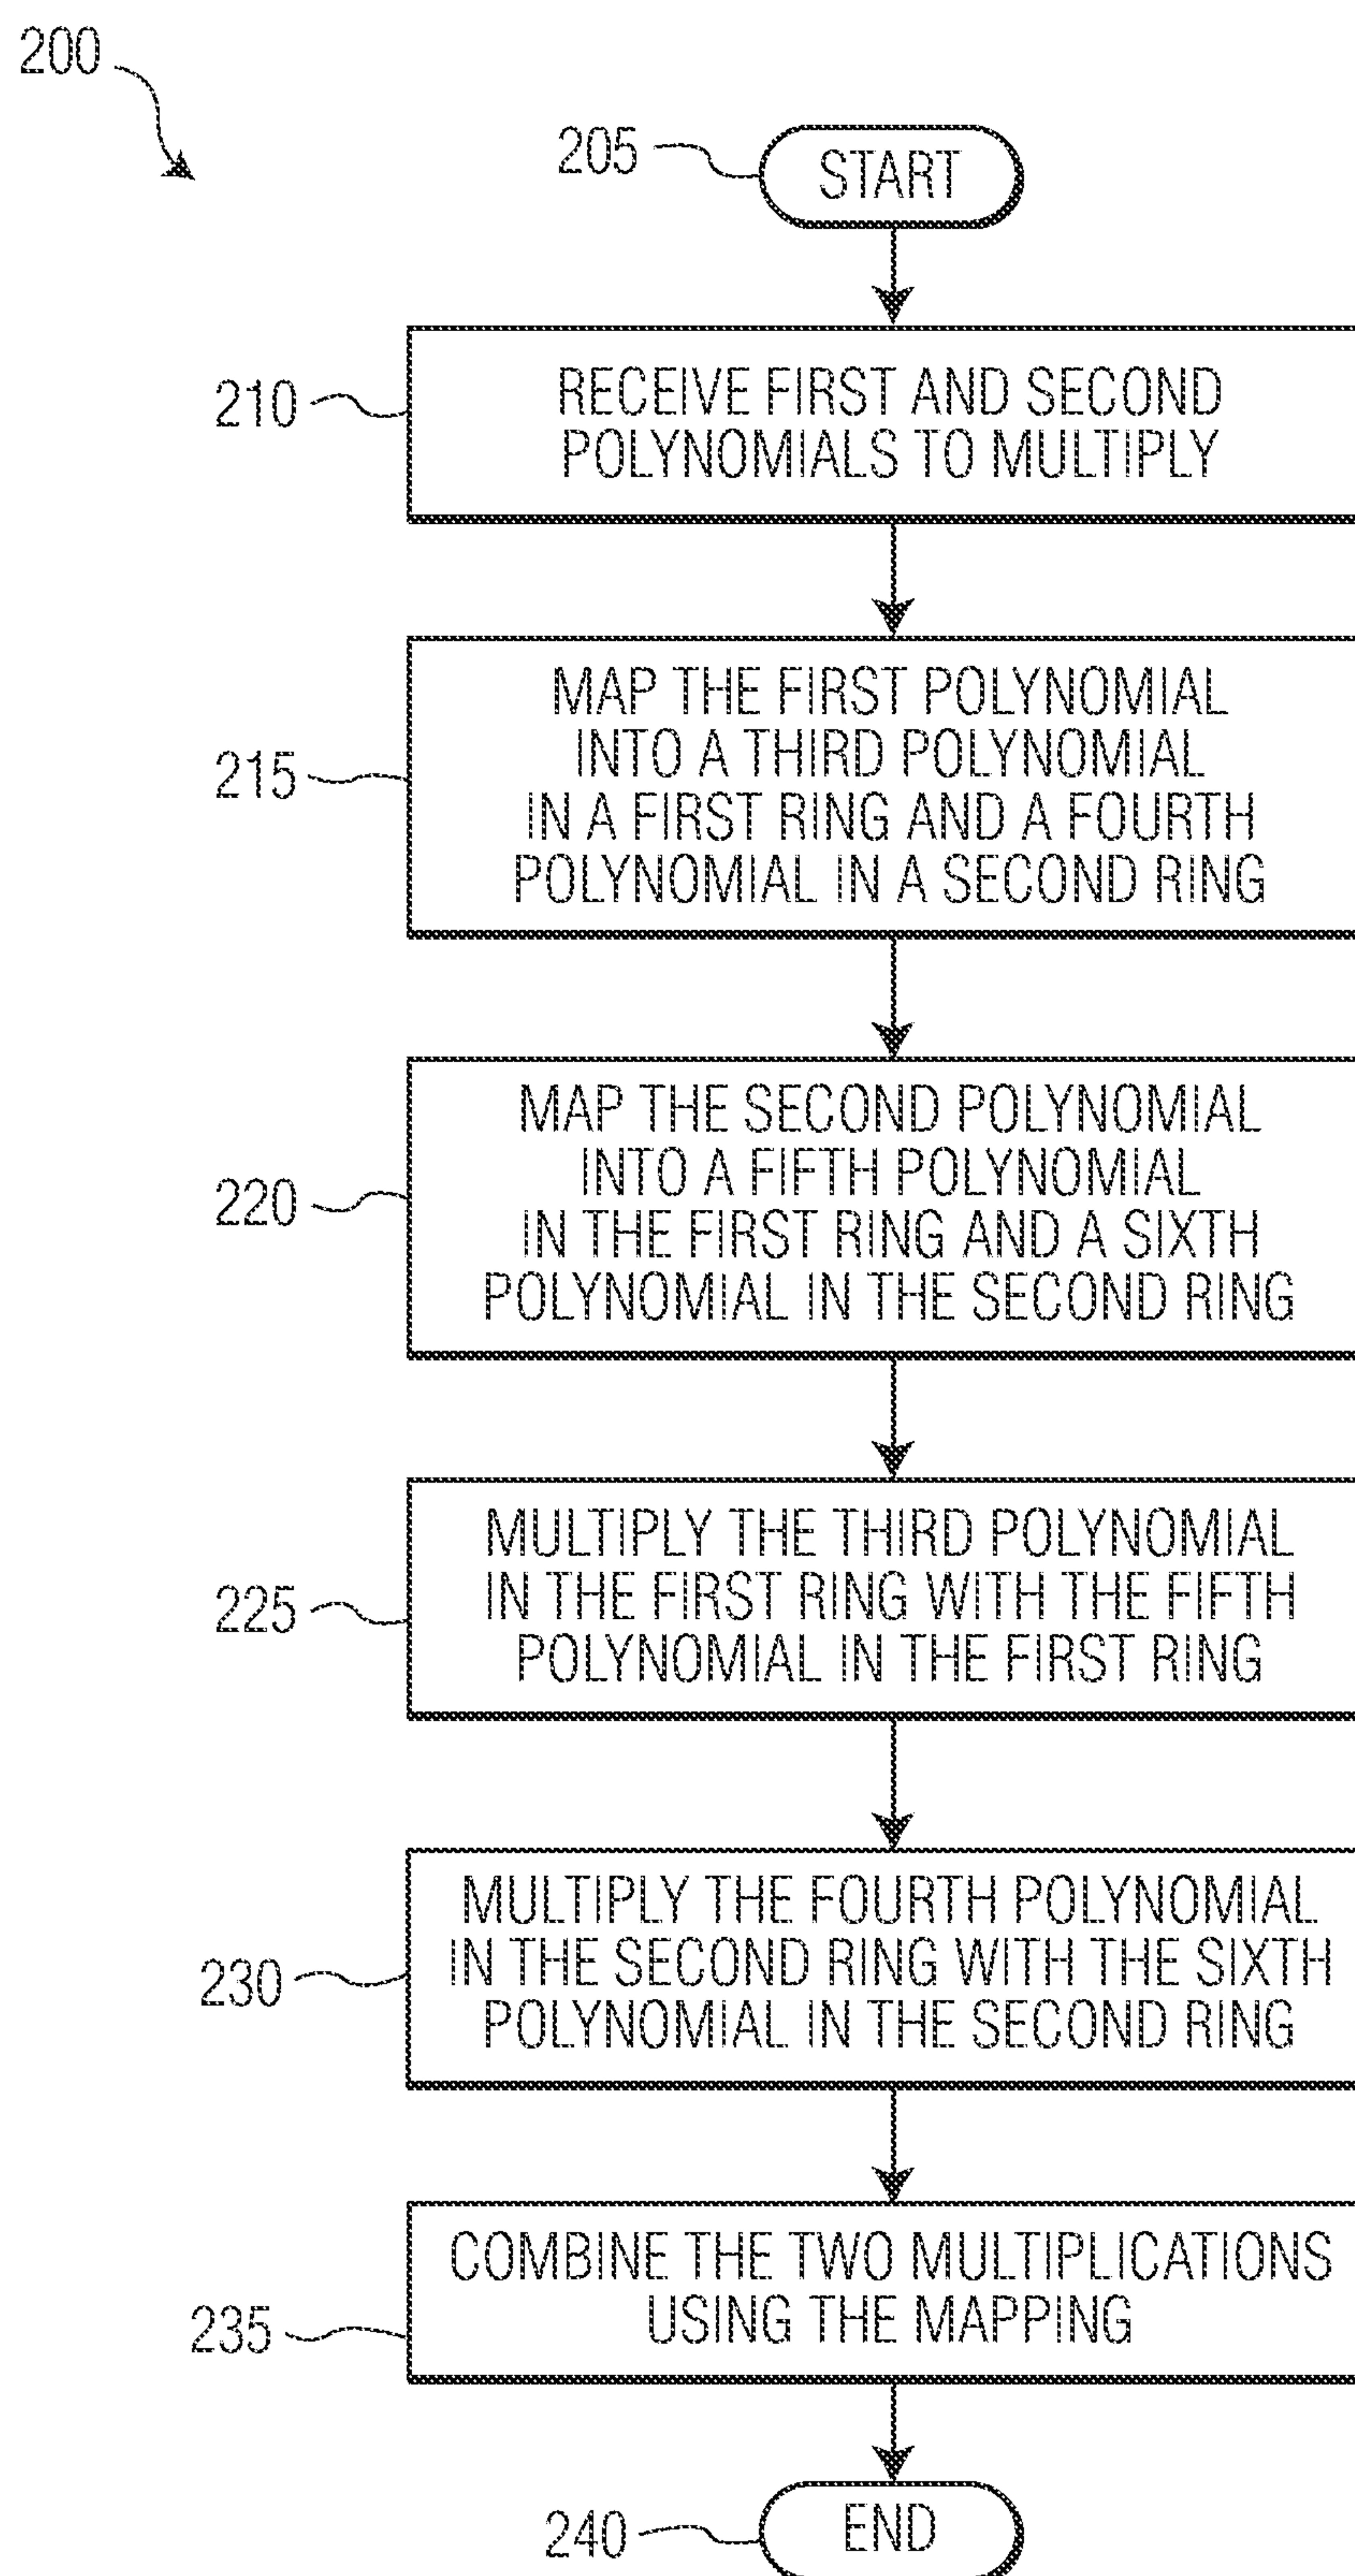 200
205
START
210
RECEIVE FIRST AND SECOND
POLYNOMIALS TO MULTIPLY
215
MAP THE FIRST POLYNOMIAL
INTO A THIRD POLYNOMIAL
IN A FIRST RING AND A FOURTH
POLYNOMIAL IN A SECOND RING
220
MAP THE SECOND POLYNOMIAL
INTO A FIFTH POLYNOMIAL
IN THE FIRST RING AND A SIXTH
POLYNOMIAL IN THE SECOND RING
225
MULTIPLY THE THIRD POLYNOMIAL
IN THE FIRST RING WITH THE FIFTH
POLYNOMIAL IN THE FIRST RING
230
MULTIPLY THE FOURTH POLYNOMIAL
IN THE SECOND RING WITH THE SIXTH
POLYNOMIAL IN THE SECOND RING
235
COMBINE THE TWO MULTIPLICATIONS
USING THE MAPPING
240
END